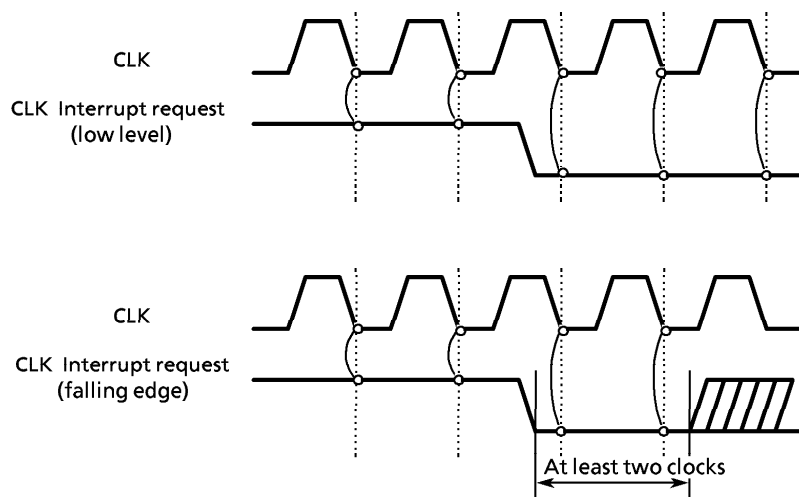 CLK
CLK Interrupt request
(low level)
CLK
CLK Interrupt request
(falling edge)
At least two clocks